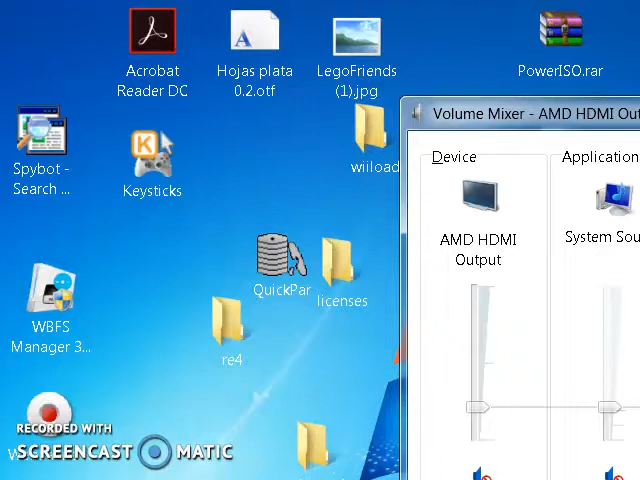 Acrobat
Reader DC
Hojas plata
0.2.otf
LegoFriends
(1).jpg
PowerISO.rar
Spybot -
Search ...
Keysticks
wiiload
Volume Mixer - AMD HDMI Out
Device
Application
AMD HDMI
Output
System Sou
QuickPar
licenses
WBFS
Manager 3...
re4
RECORDED WITH
SCREENCAST MATIC